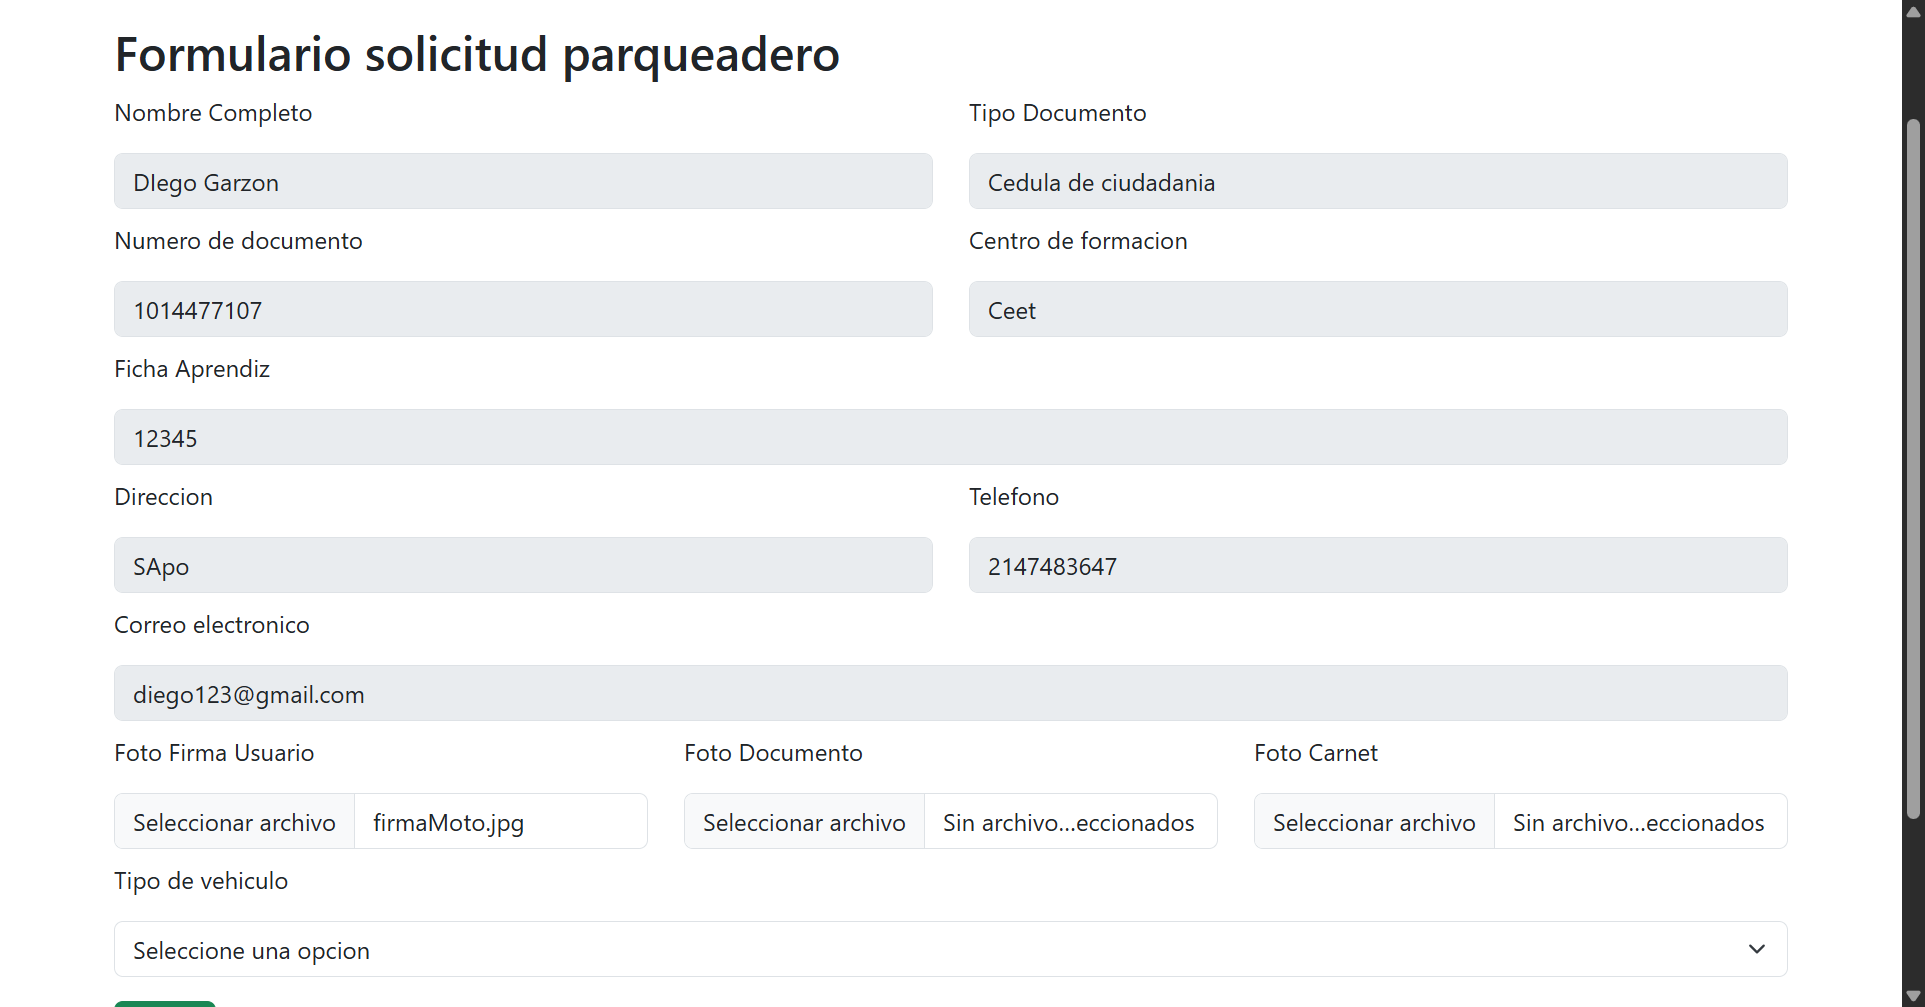 Formulario solicitud parqueadero
Nombre Completo
Tipo Documento
DIego Garzon
Cedula de ciudadania
Numero de documento
Centro de formacion
1014477107
Ceet
Ficha Aprendiz
12345
Direccion
Telefono
SApo
2147483647
Correo electronico
diego123@gmail.com
Foto Firma Usuario
Foto Documento
Foto Carnet
Seleccionar archivo firmaMoto.jpg
Seleccionar archivo Sin archivo...eccionados
Seleccionar archivo Sin archivo...eccionados
Tipo de vehiculo
Seleccione una opcion